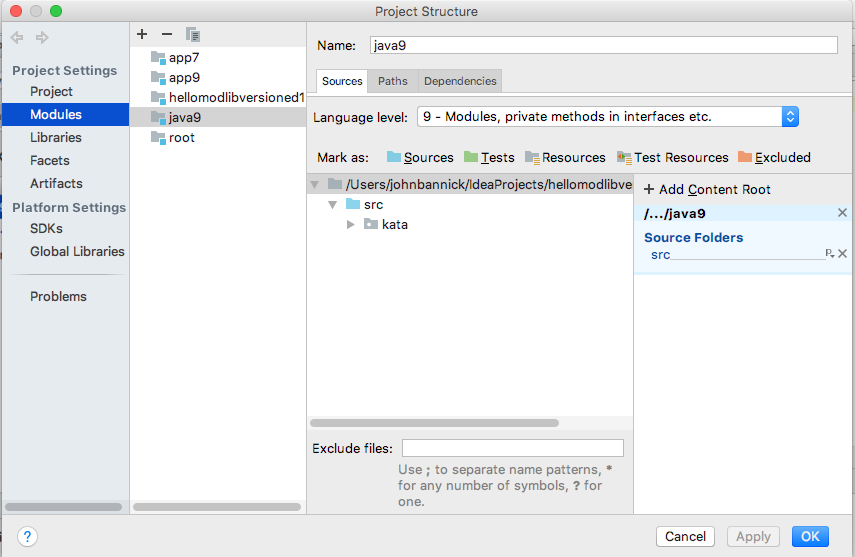 Project Structure
Project Settings
Project
Modules
Libraries
Facets
Artifacts
Platform Settings
SDKs
Global Libraries
Problems
app7
app9
hellomodlibversioned1
java9
root
Name: java9
Sources Paths Dependencies
Language level: 9 - Modules, private methods in interfaces etc.
Mark as: Sources Tests Resources Test Resources Excluded
/Users/johnbannick/IdeaProjects/hellomodlibve
src
kata
+ Add Content Root
/.../java9
Source Folders
src
Exclude files:
Use ; to separate name patterns, *
for any number of symbols, ? for
one.
? Cancel Apply OK